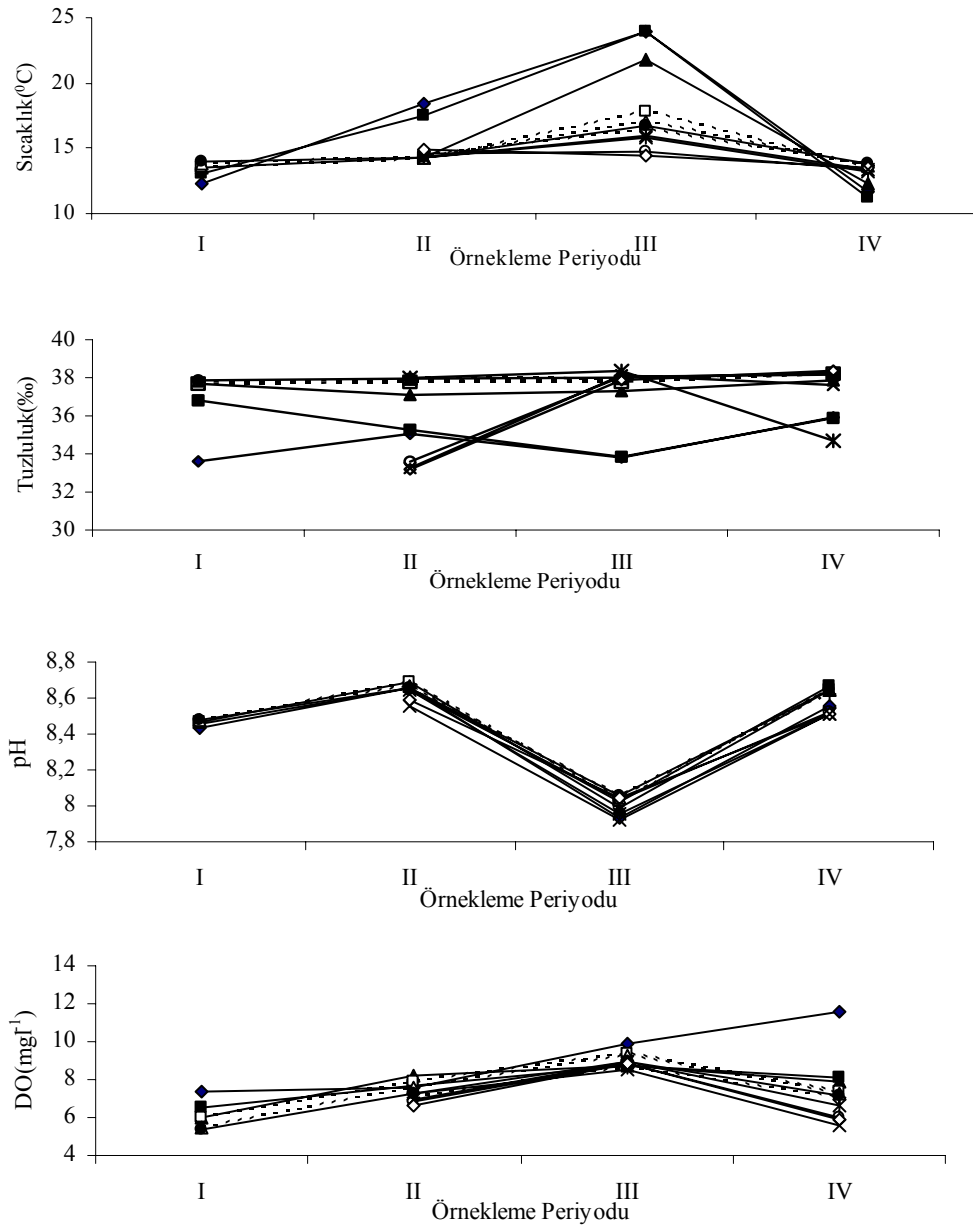 Sıcaklık(⁰C)
25
20
15
10
I II III IV
Örnekleme Periyodu
Tuzluluk(‰)
40
38
36
34
32
30
I II III IV
Örnekleme Periyodu
pH
8,8
8,6
8,4
8,2
8
7,8
I II III IV
Örnekleme Periyodu
DO(mgl⁻¹)
14
12
10
8
6
4
I II III IV
Örnekleme Periyodu